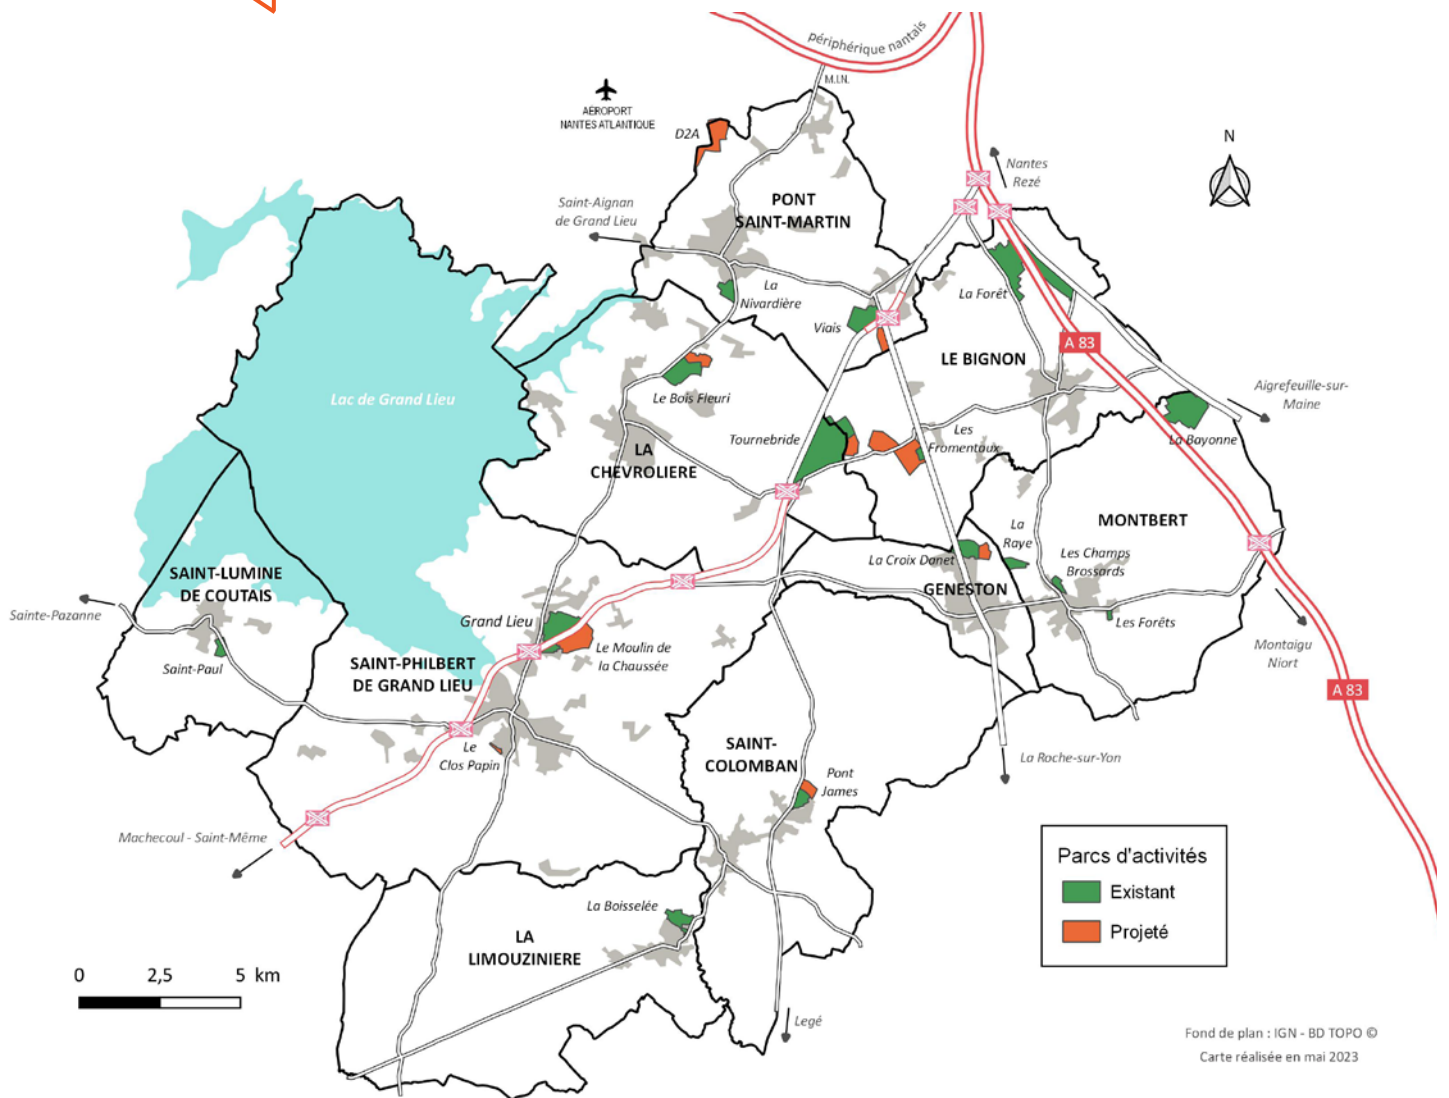 périphérique nantais
M.I.N.
AÉROPORT
NANTES ATLANTIQUE
D2A
N
Nantes
Rezé
Saint-Aignan
de Grand Lieu
PONT
SAINT-MARTIN
La
Nivardière
La Forêt
Viais
A 83
LE BIGNON
Aigrefeuille-sur-
Maine
Lac de Grand Lieu
Le Bois Fleuri
Tournebride
Les
Fromentaux
La Bayonne
LA
CHEVROLIERE
MONTBERT
La
Raye
La Croix Danet
Les Champs
Brossards
GENESTON
Les Forêts
SAINT-LUMINE
DE COUTAIS
Sainte-Pazanne
Saint-Paul
Grand Lieu
Le Moulin de
la Chaussée
SAINT-PHILBERT
DE GRAND LIEU
Montaigu
Niort
A 83
Le
Clos Papin
SAINT-
COLOMBAN
Pont
James
La Roche-sur-Yon
Machecoul - Saint-Même
La Boisselée
LA
LIMOUZINIERE
Legé
Parcs d'activités
Existant
Projeté
0 2,5 5 km
Fond de plan : IGN - BD TOPO ©
Carte réalisée en mai 2023